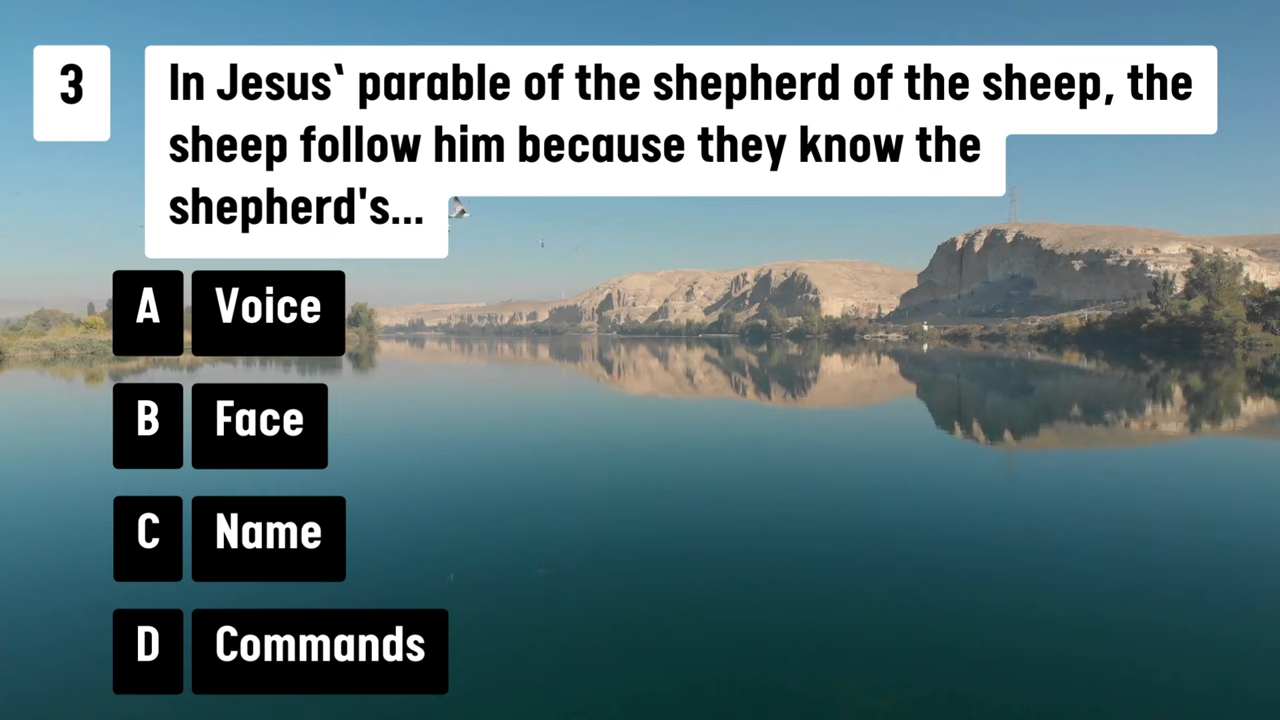 3
In Jesus‘ parable of the shepherd of the sheep, the
sheep follow him because they know the
shepherd's...
A Voice
B Face
C Name
D Commands